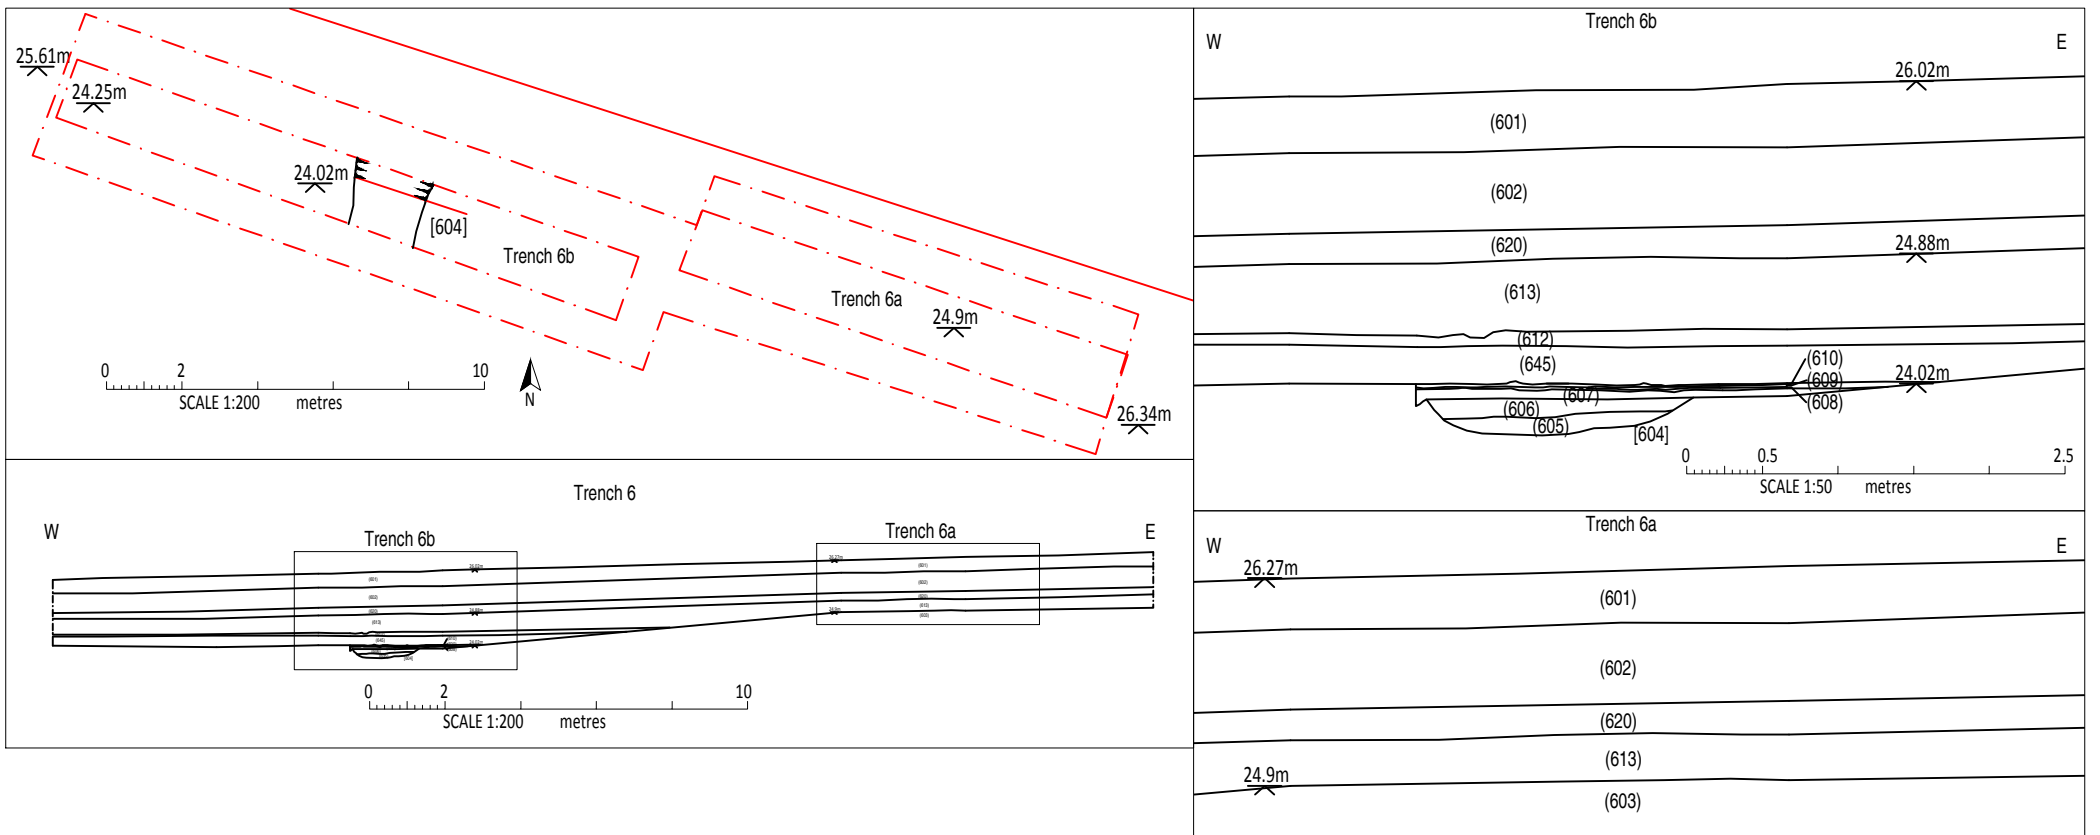 25.61m
24.25m
24.02m
[604]
Trench 6b
Trench 6a
24.9m
26.34m
0 2 10
SCALE 1:200 metres
N
Trench 6
W E
Trench 6b
Trench 6a
0 2 10
SCALE 1:200 metres
Trench 6b
W E
26.02m
(601)
(602)
(620)
24.88m
(613)
(612)
(645)
(610)
(609)
24.02m
(607)
(608)
(606)
(605)
[604]
0 0.5 2.5
SCALE 1:50 metres
Trench 6a
W E
26.27m
(601)
(602)
(620)
(613)
24.9m
(603)